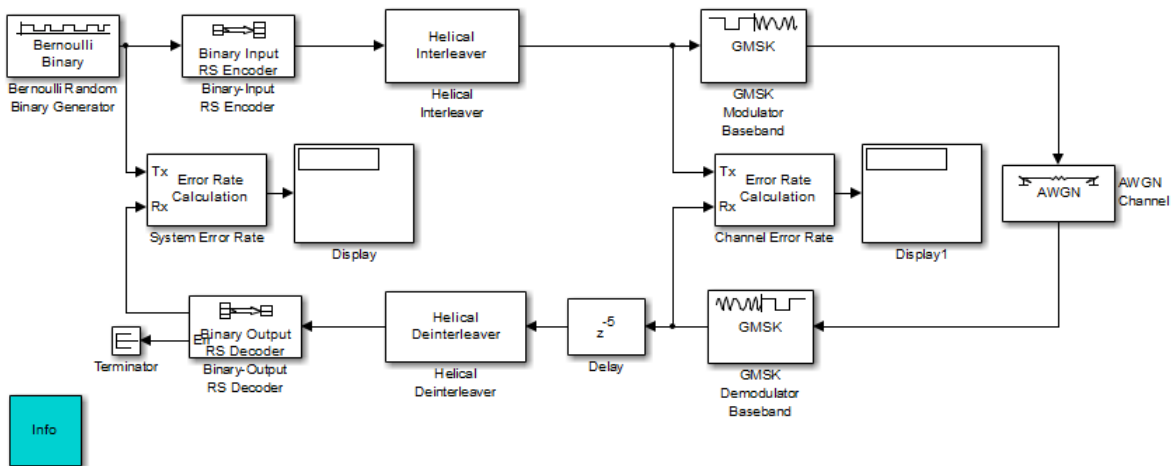 Bernoulli
Binary
Bernoulli Random
Binary Generator
Binary Input
RS Encoder
Binary-Input
RS Encoder
Helical
Interleaver
Helical
Interleaver
GMSK
GMSK
Modulator
Baseband
Tx
Rx
Error Rate
Calculation
System Error Rate
Display
Tx
Rx
Error Rate
Calculation
Channel Error Rate
Display1
AWGN
AWGN
Channel
Binary Output
RS Decoder
Err
Binary-Output
RS Decoder
Terminator
Helical
Deinterleaver
Helical
Deinterleaver
z-5
Delay
GMSK
GMSK
Demodulator
Baseband
Info